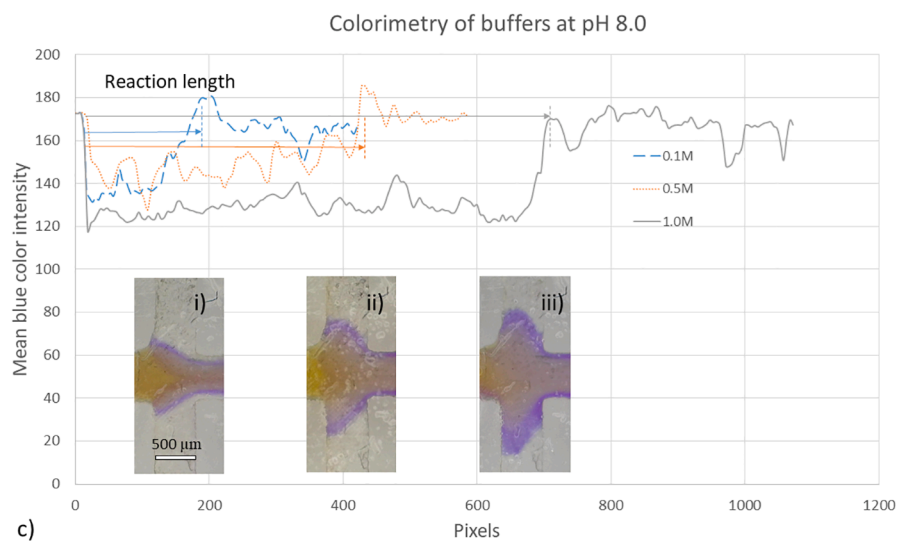 Colorimetry of buffers at pH 8.0
Mean blue color intensity
200
180
160
140
120
100
80
60
40
20
0
Reaction length
0.1M
0.5M
1.0M
i)
ii)
iii)
500 μm
0
200
400
600
800
1000
1200
Pixels
c)